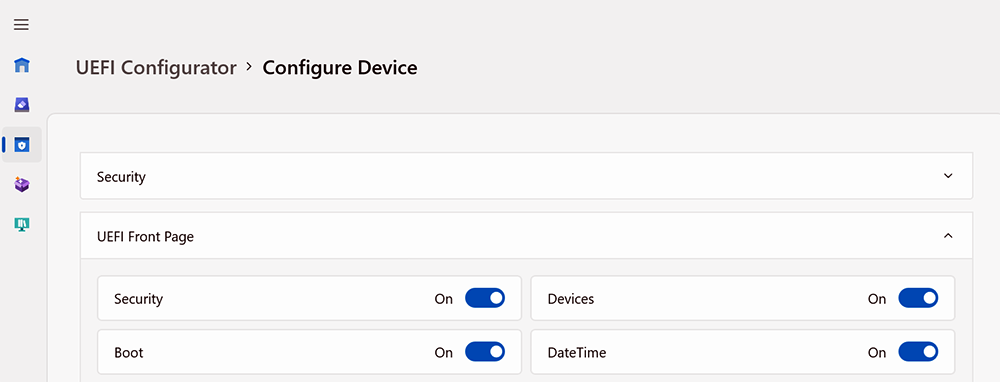 UEFI Configurator > Configure Device
Security
UEFI Front Page
Security On Devices On
Boot On DateTime On